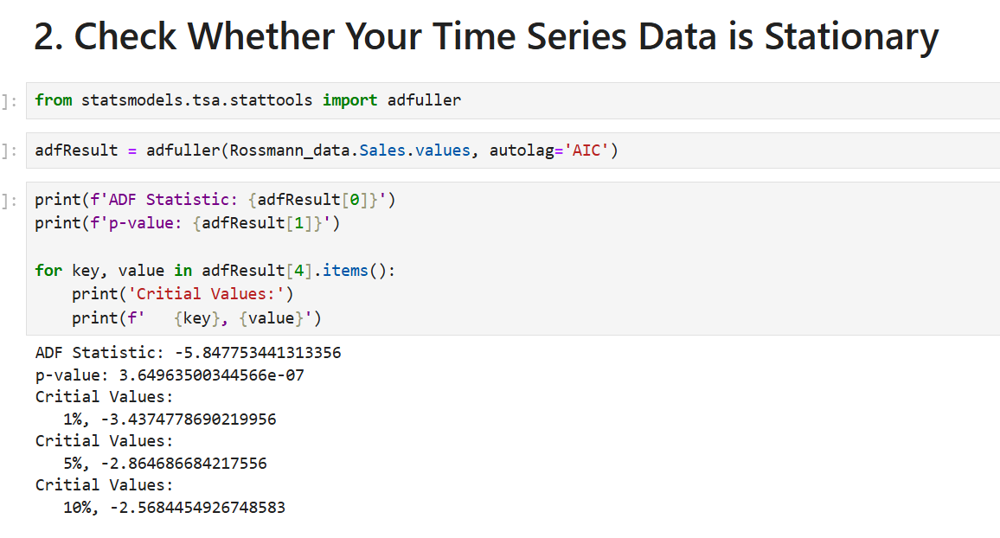 2. Check Whether Your Time Series Data is Stationary
]: from statsmodels.tsa.stattools import adfuller
]: adfResult = adfuller(Rossmann_data.Sales.values, autolag='AIC')
]: print(f'ADF Statistic: {adfResult[0]}')
print(f'p-value: {adfResult[1]}')
for key, value in adfResult[4].items():
    print('Critial Values:')
    print(f'   {key}, {value}')
ADF Statistic: -5.847753441313356
p-value: 3.64963500344566e-07
Critial Values:
   1%, -3.4374778690219956
Critial Values:
   5%, -2.864686684217556
Critial Values:
   10%, -2.5684454926748583